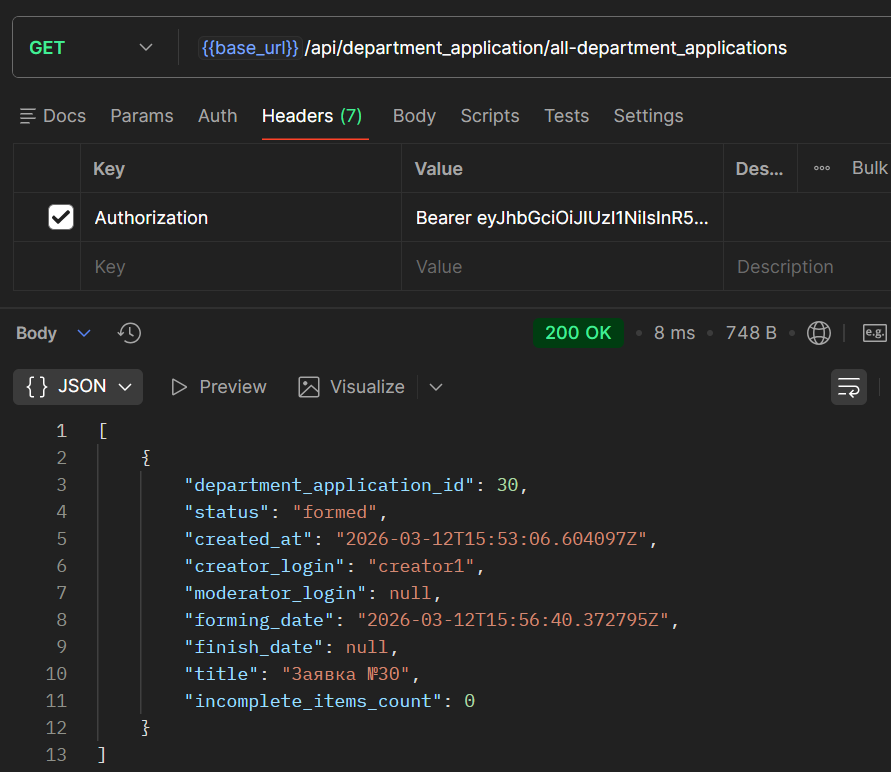 GET {{base_url}} /api/department_application/all-department_applications
Docs Params Auth Headers (7) Body Scripts Tests Settings
Key Value Des... Bulk
Authorization Bearer eyJhbGciOiJIUzI1NiIsInR5...
Key Value Description
Body 200 OK • 8 ms • 748 B • e.g.
{} JSON Preview Visualize
1 [
2 {
3 "department_application_id": 30,
4 "status": "formed",
5 "created_at": "2026-03-12T15:53:06.604097Z",
6 "creator_login": "creator1",
7 "moderator_login": null,
8 "forming_date": "2026-03-12T15:56:40.372795Z",
9 "finish_date": null,
10 "title": "Заявка №30",
11 "incomplete_items_count": 0
12 }
13 ]